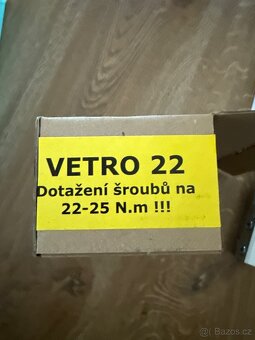 VETRO 22
Dotažení šroubů na
22-25 N.m !!!
Bazos.cz